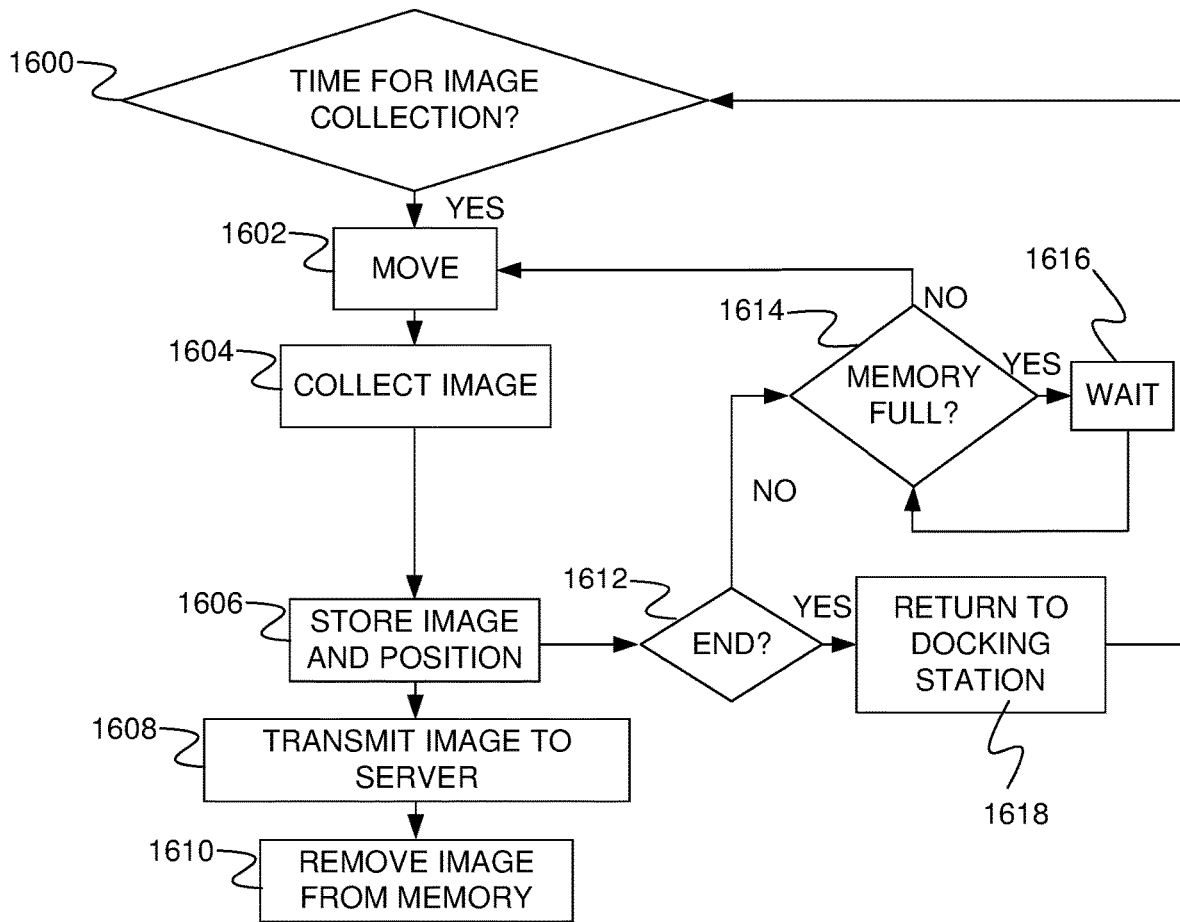 1600
TIME FOR IMAGE
COLLECTION?
YES
1602
MOVE
1604
COLLECT IMAGE
1606
STORE IMAGE
AND POSITION
1608
TRANSMIT IMAGE TO
SERVER
1610
REMOVE IMAGE
FROM MEMORY
1612
END?
NO
YES
1614
MEMORY
FULL?
NO
YES
1616
WAIT
RETURN TO
DOCKING
STATION
1618